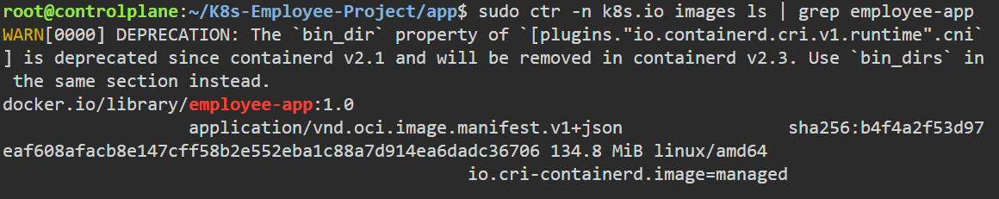 root@controlplane:~/K8s-Employee-Project/app$ sudo ctr -n k8s.io images ls | grep employee-app
WARN[0000] DEPRECATION: The `bin_dir` property of `[plugins."io.containerd.cri.v1.runtime".cni`
] is deprecated since containerd v2.1 and will be removed in containerd v2.3. Use `bin_dirs` in
 the same section instead.
docker.io/library/employee-app:1.0
application/vnd.oci.image.manifest.v1+json sha256:b4f4a2f53d97
eaf608afacb8e147cff58b2e552eba1c88a7d914ea6dadc36706 134.8 MiB linux/amd64
io.cri-containerd.image=managed